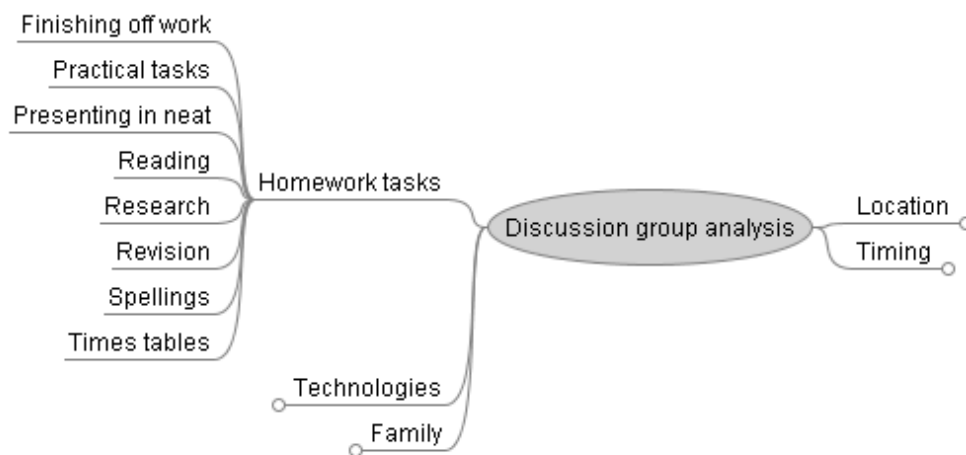 Finishing off work
Practical tasks
Presenting in neat
Reading
Research
Revision
Spellings
Times tables
Homework tasks
Technologies
Family
Discussion group analysis
Location
Timing